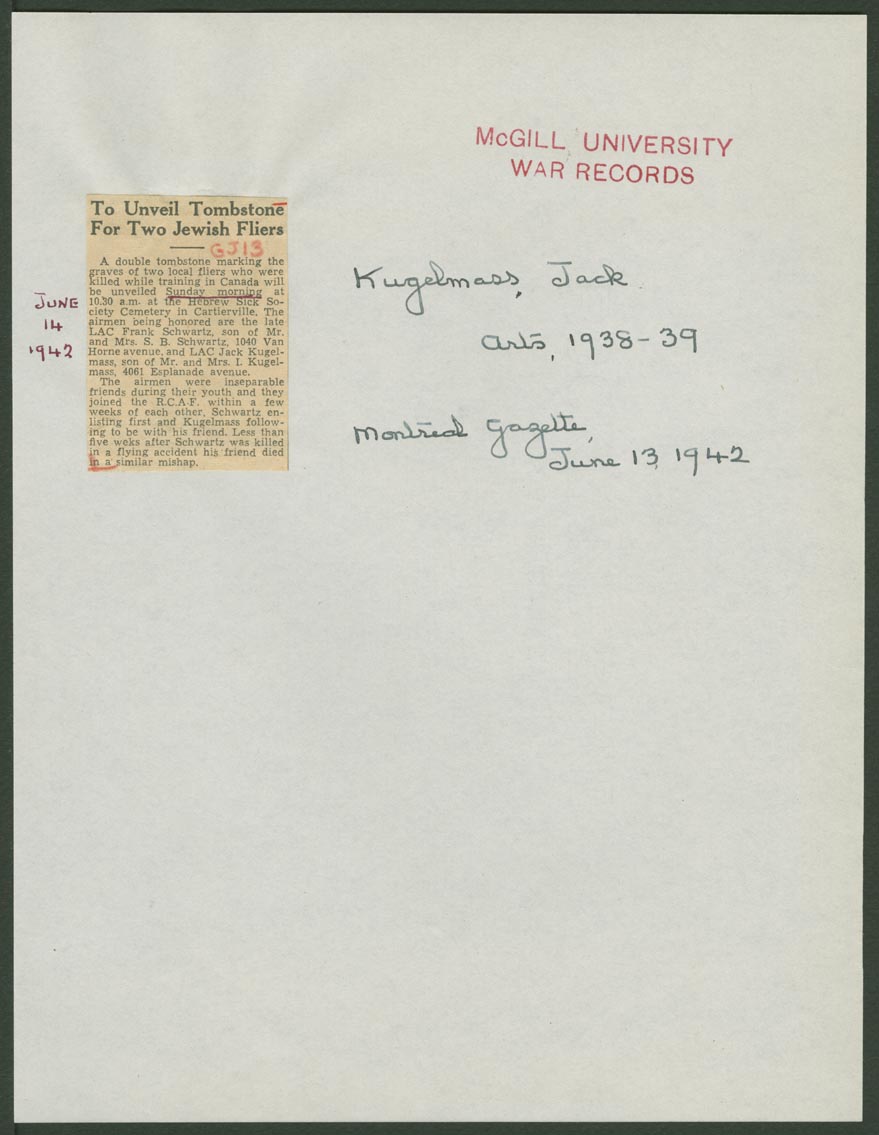 McGILL UNIVERSITY
WAR RECORDS
To Unveil Tombstone
For Two Jewish Fliers
GJ13
A double tombstone marking the
graves of two local fliers who were
killed while training in Canada will
be unveiled Sunday morning at
10.30 a.m. at the Hebrew Sick So-
ciety Cemetery in Cartierville. The
airmen being honored are the late
LAC Frank Schwartz, son of Mr.
and Mrs. S. B. Schwartz, 1040 Van
Horne avenue, and LAC Jack Kugel-
mass, son of Mr. and Mrs. I. Kugel-
mass, 4061 Esplanade avenue.
The airmen were inseparable
friends during their youth and they
joined the R.C.A.F. within a few
weeks of each other, Schwartz en-
listing first and Kugelmass follow-
ing to be with his friend. Less than
five weks after Schwartz was killed
in a flying accident his friend died
in a similar mishap.
JUNE
14
1942
Kugelmass, Jack.
Arts, 1938-39
Montreal Gazette,
June 13, 1942